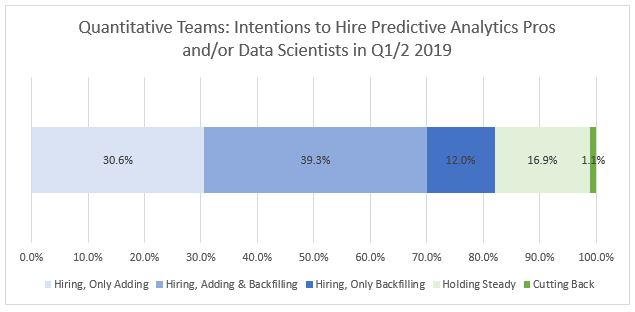 Quantitative Teams: Intentions to Hire Predictive Analytics Pros
and/or Data Scientists in Q1/2 2019
30.6% 39.3% 12.0% 16.9% 1.1%
0.0% 10.0% 20.0% 30.0% 40.0% 50.0% 60.0% 70.0% 80.0% 90.0% 100.0%
Hiring, Only Adding Hiring, Adding & Backfilling Hiring, Only Backfilling Holding Steady Cutting Back